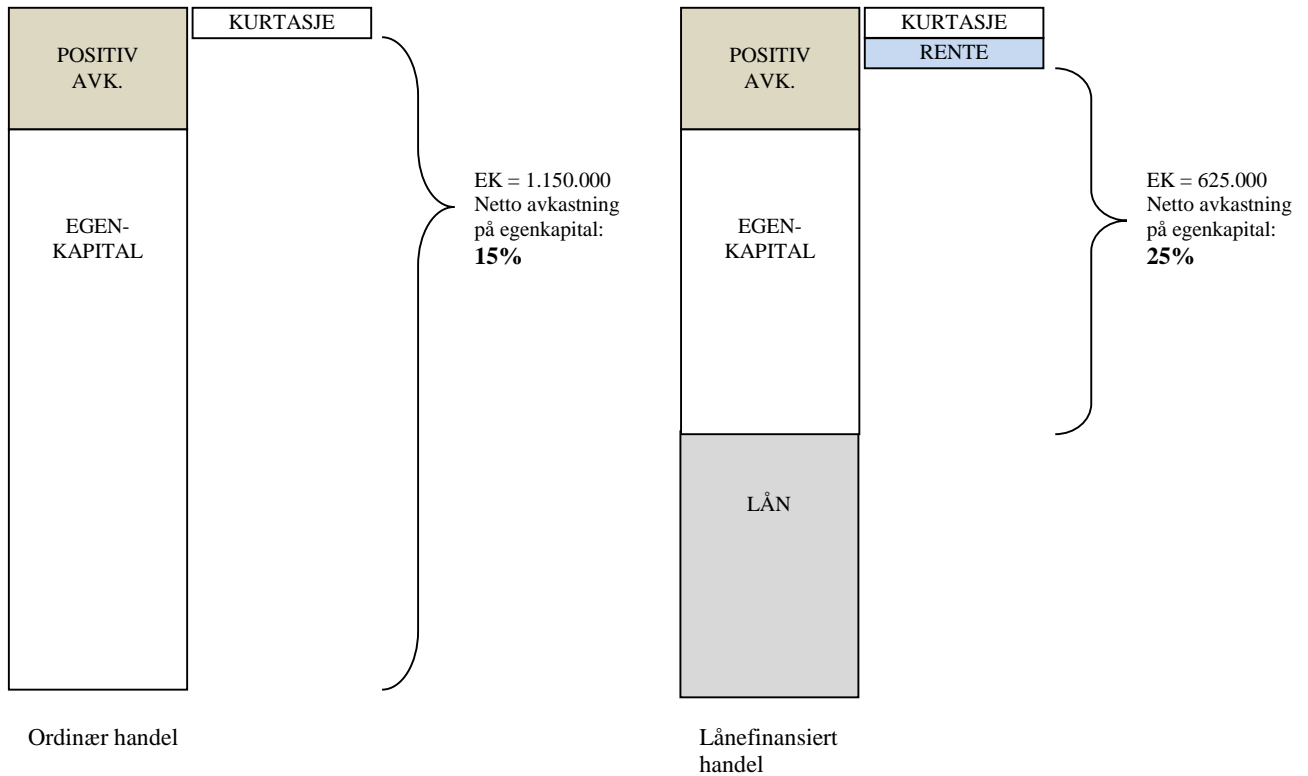 KURTASJE
POSITIV
AVK.
EGEN-
KAPITAL
EK = 1.150.000
Netto avkastning
på egenkapital:
15%
Ordinær handel
KURTASJE
RENTE
POSITIV
AVK.
EGEN-
KAPITAL
LÅN
EK = 625.000
Netto avkastning
på egenkapital:
25%
Lånefinansiert
handel